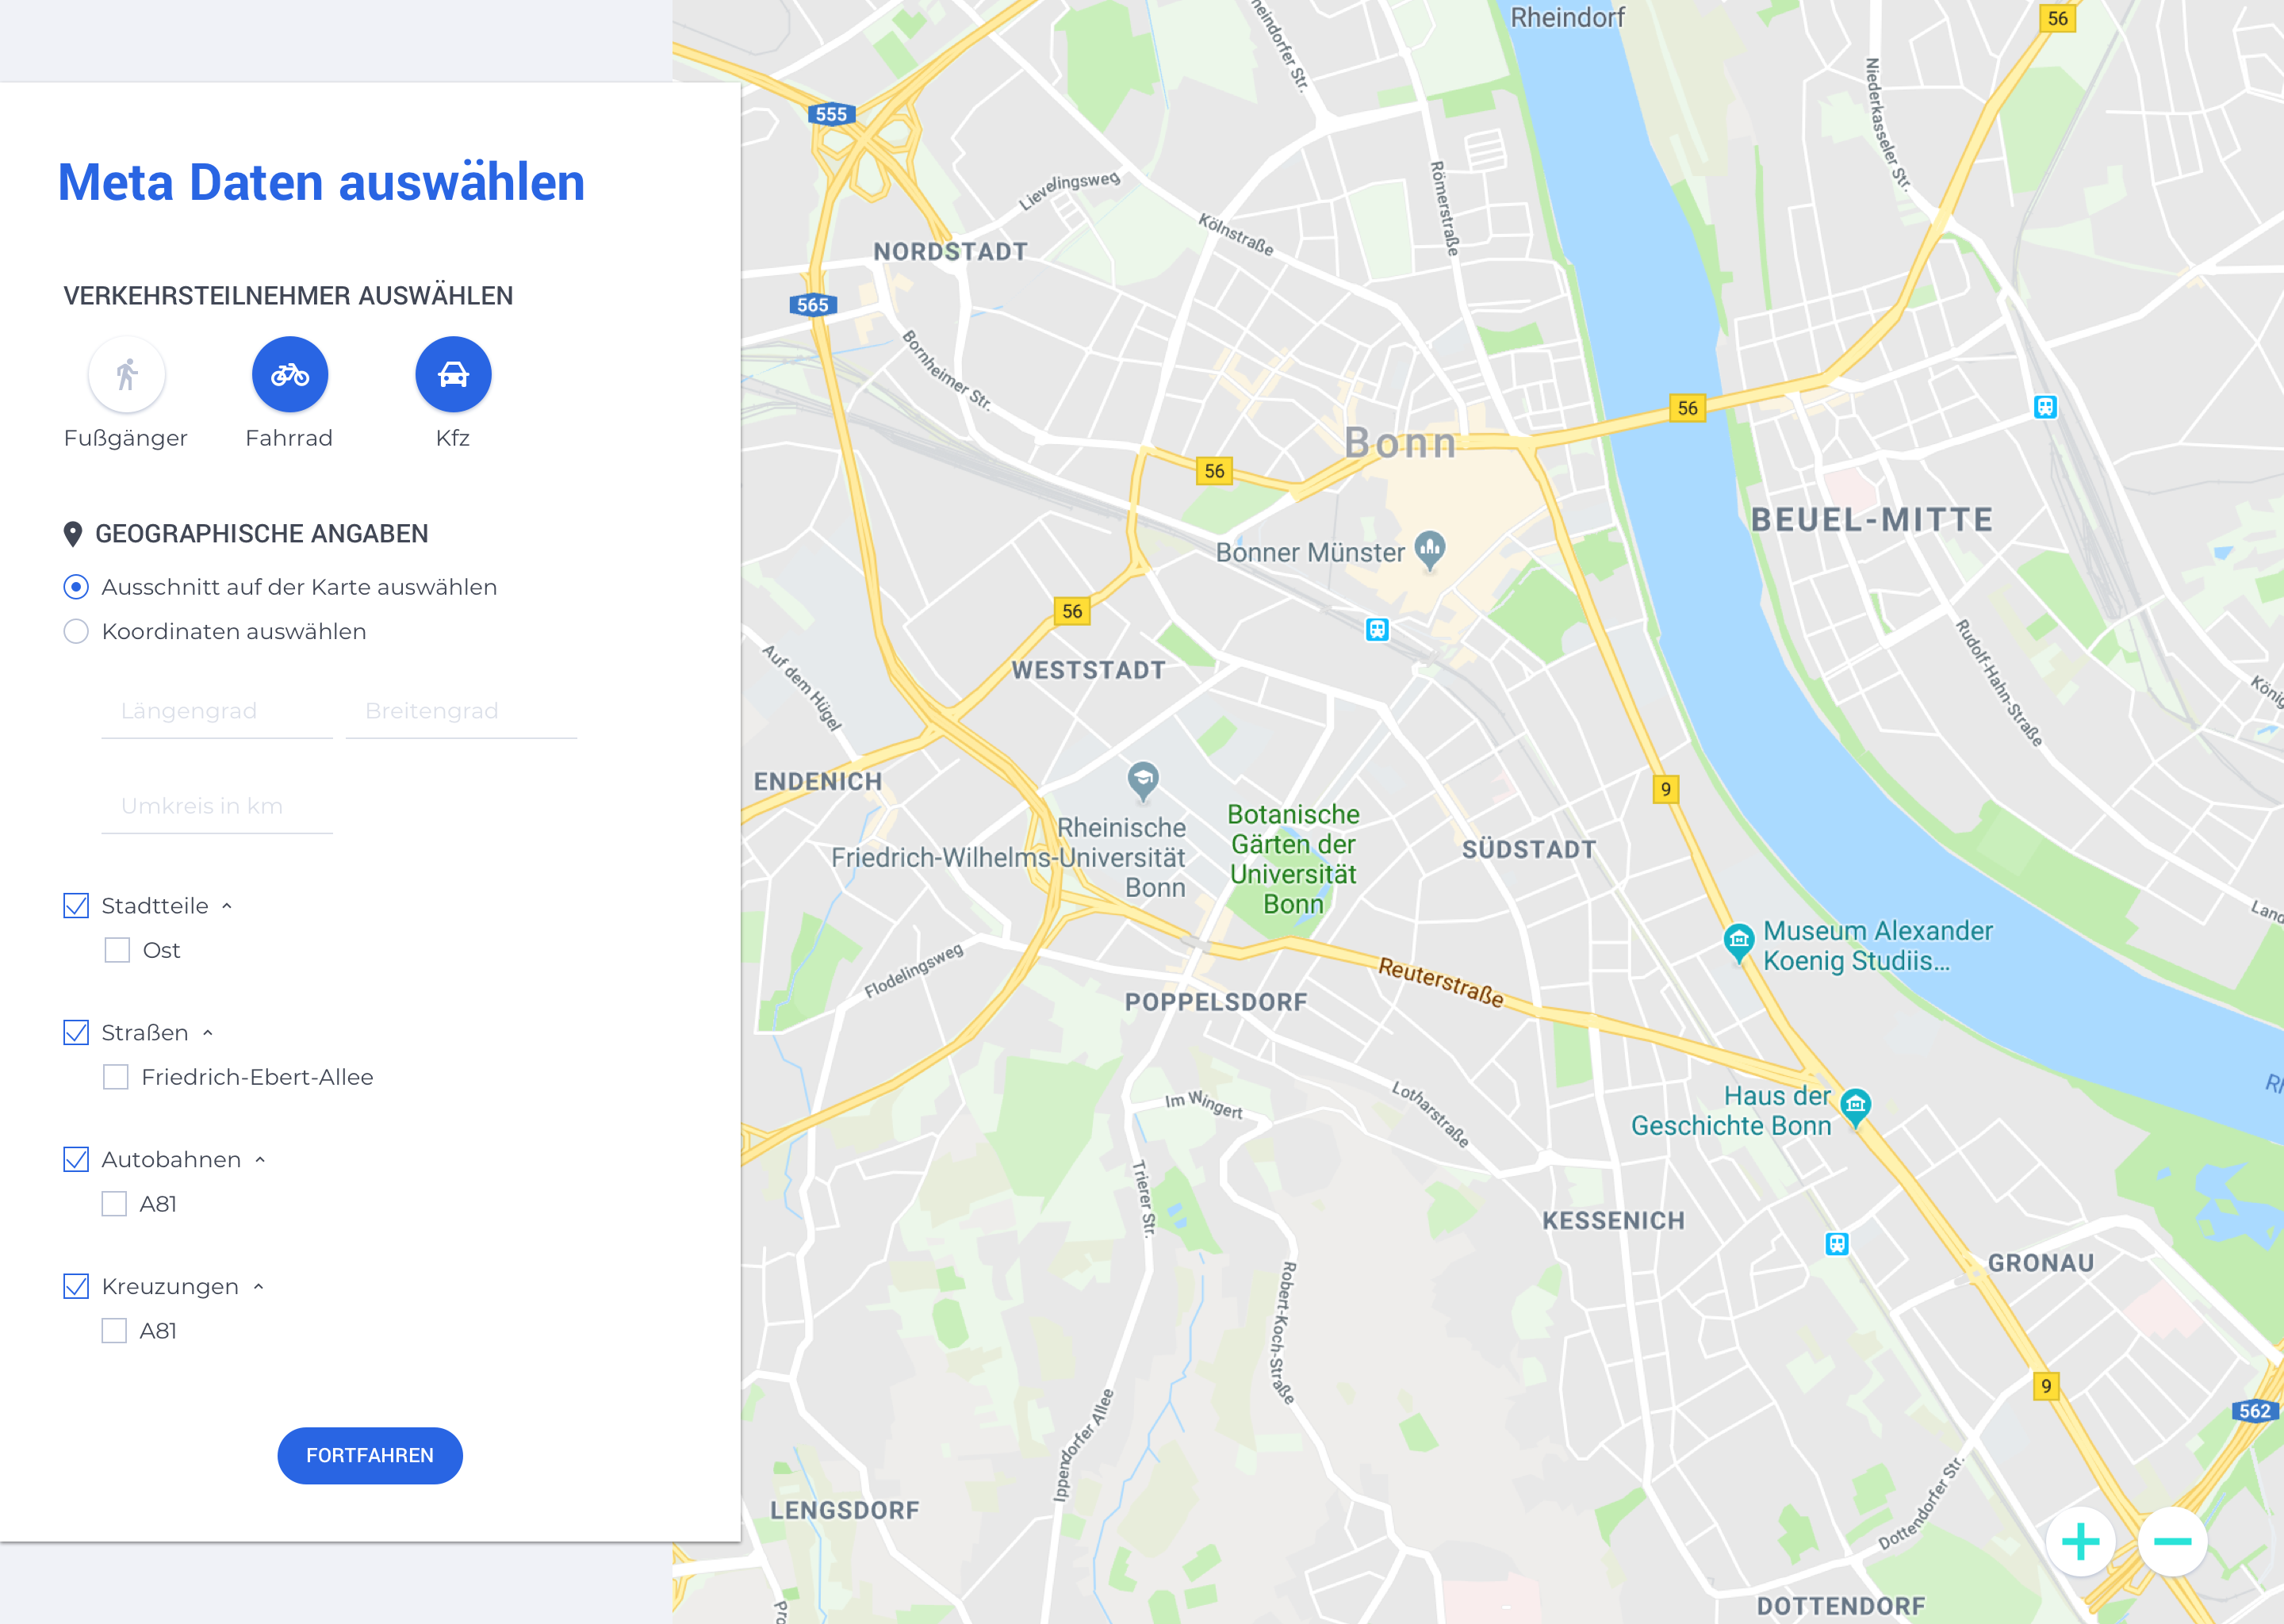 Meta Daten auswählen
VERKEHRSTEILNEHMER AUSWÄHLEN
Fußgänger
Fahrrad
Kfz
GEOGRAPHISCHE ANGABEN
Ausschnitt auf der Karte auswählen
Koordinaten auswählen
Längengrad
Breitengrad
Umkreis in km
Stadtteile
Ost
Straßen
Friedrich-Ebert-Allee
Autobahnen
A81
Kreuzungen
A81
FORTFAHREN
Rheindorf
56
555
Lievelingsweg
Kölnstraße
Römerstraße
Niederkasseler Str.
NORDSTADT
565
Bornheimer Str.
56
Bonn
56
BEUEL-MITTE
Bonner Münster
56
WESTSTADT
Auf dem Hügel
Rudolf-Hahn-Straße
ENDENICH
9
Rheinische
Friedrich-Wilhelms-Universität
Bonn
Botanische
Gärten der
Universität
Bonn
SÜDSTADT
Museum Alexander
Koenig Studiis...
Flodelingsweg
Reuterstraße
POPPELSDORF
Im Wingert
Lotharstraße
Haus der
Geschichte Bonn
Trierer Str.
KESSENICH
GRONAU
Robert-Koch-Straße
9
562
Ippendorfer Allee
LENGSDORF
Dottendorfer Str.
DOTTENDORF